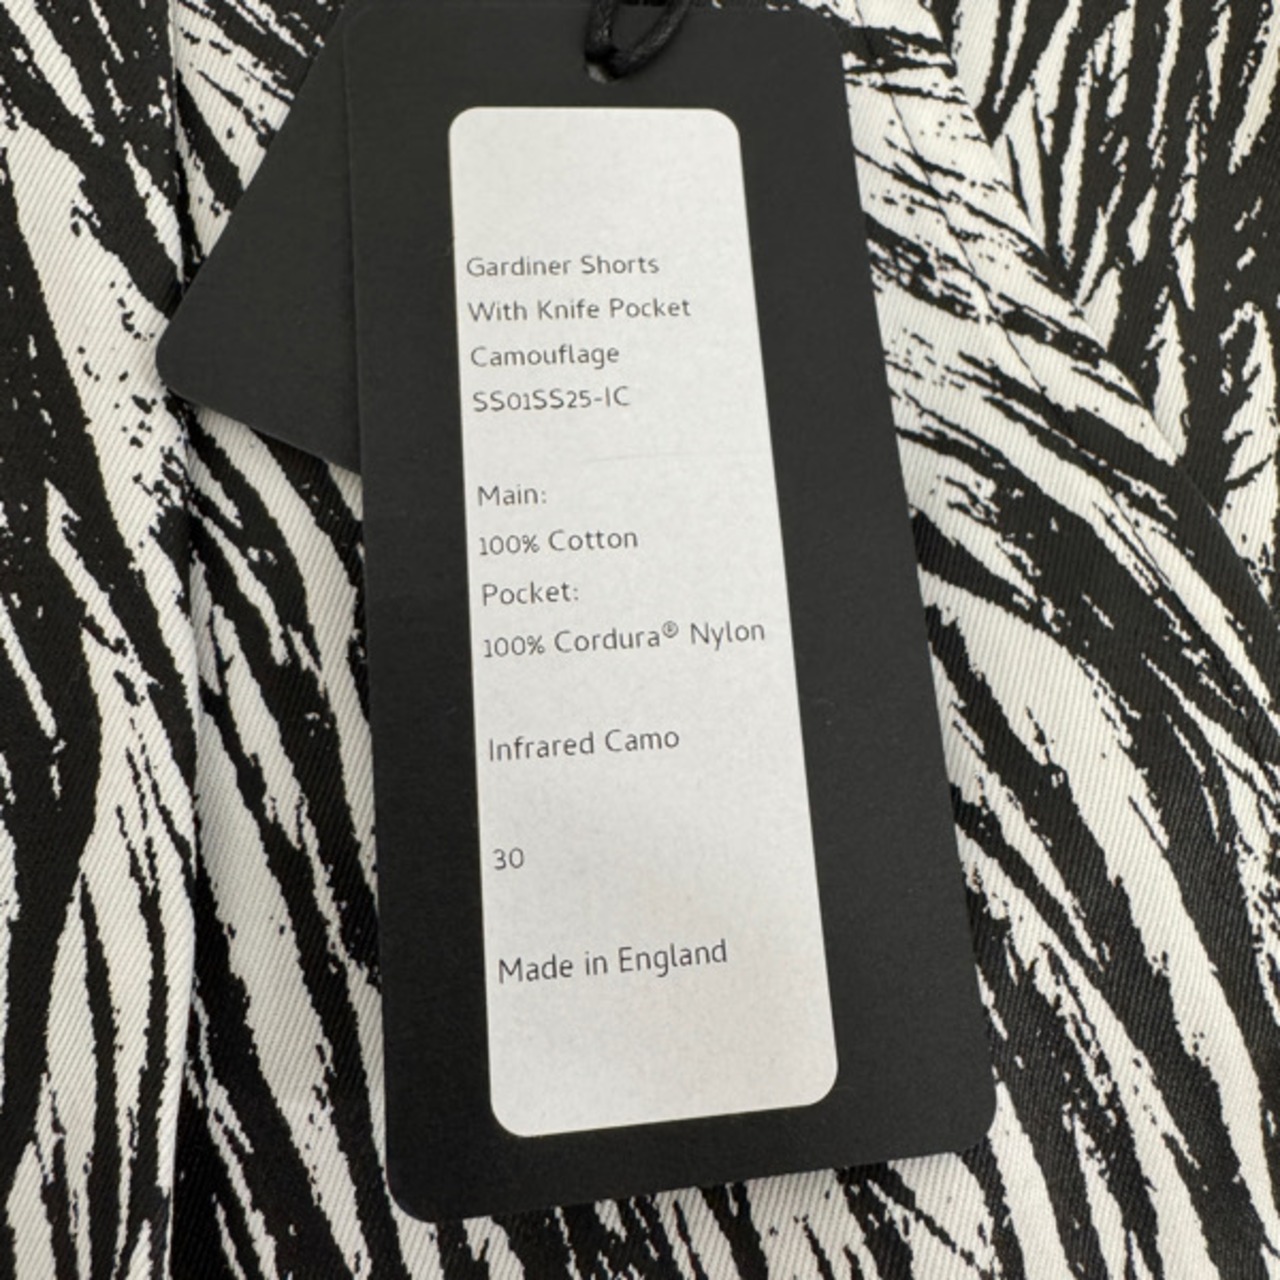 Gardiner Shorts
With Knife Pocket
Camouflage
SS01SS25-IC
Main:
100% Cotton
Pocket:
100% Cordura® Nylon
Infrared Camo
30
Made in England